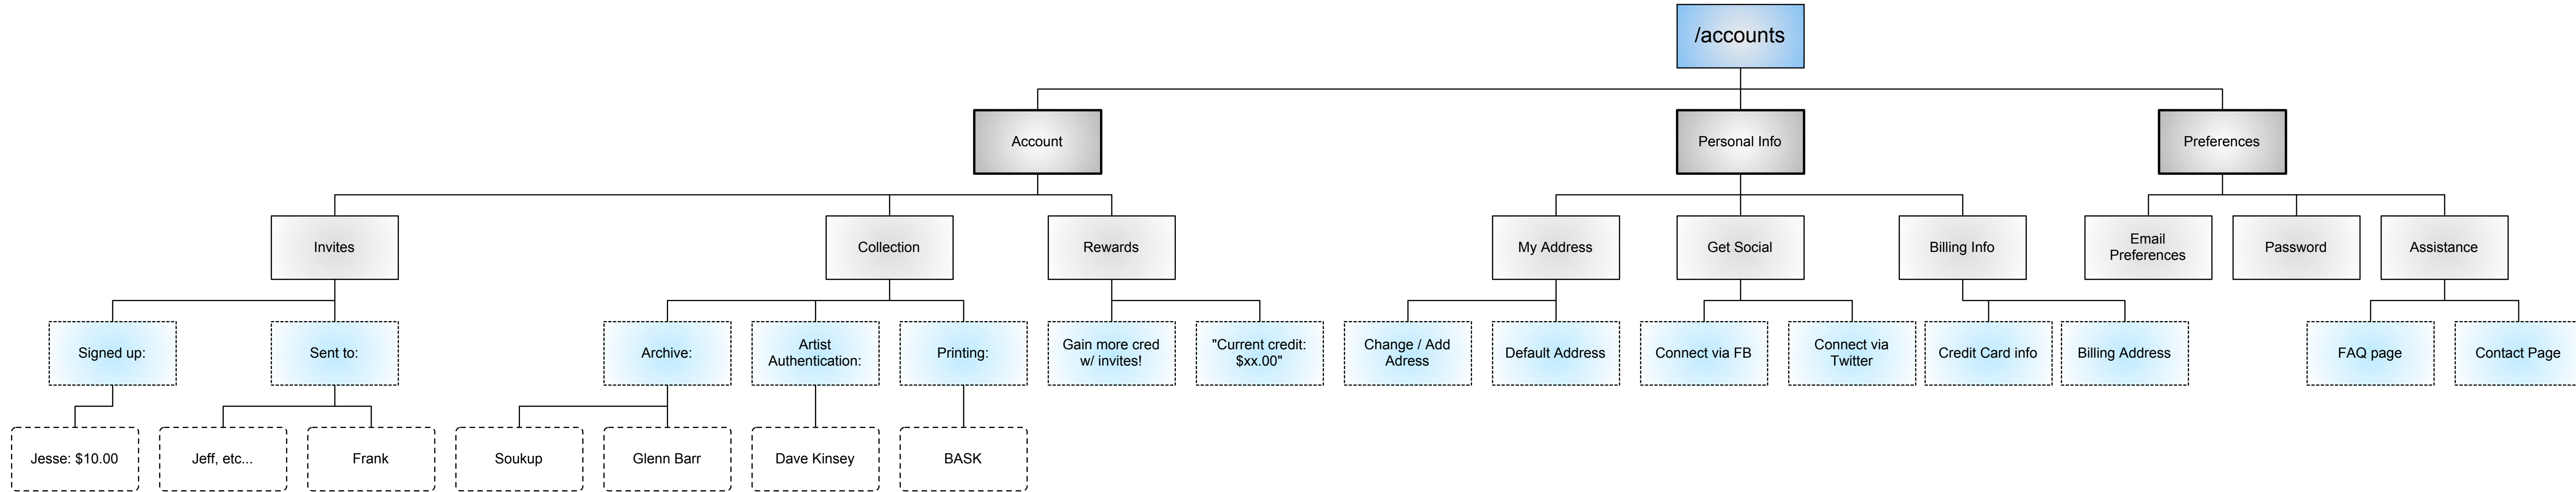 /accounts
Account
Personal Info
Preferences
Invites
Collection
Rewards
My Address
Get Social
Billing Info
Email
Preferences
Password
Assistance
Signed up:
Sent to:
Archive:
Artist
Authentication:
Printing:
Gain more cred
w/ invites!
"Current credit:
$xx.00"
Change / Add
Adress
Default Address
Connect via FB
Connect via
Twitter
Credit Card info
Billing Address
FAQ page
Contact Page
Jesse: $10.00
Jeff, etc...
Frank
Soukup
Glenn Barr
Dave Kinsey
BASK